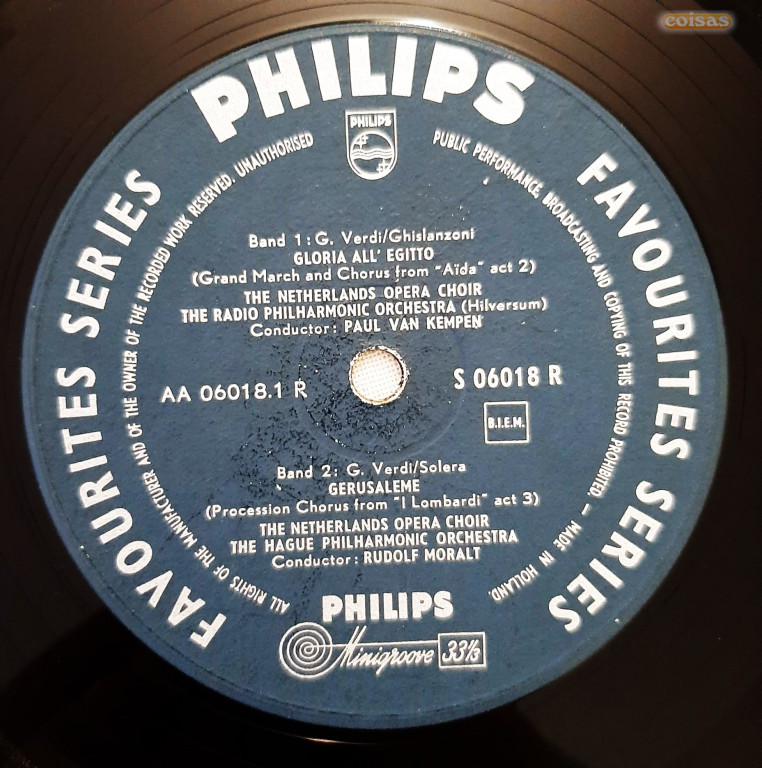 coisas
PHILIPS
FAVOURITES SERIES
FAVOURITES SERIES
ALL RIGHTS OF THE MANUFACTURER AND OF THE OWNER OF THE RECORDED WORK RESERVED. UNAUTHORISED PUBLIC PERFORMANCE, BROADCASTING AND COPYING OF THIS RECORD PROHIBITED. — MADE IN HOLLAND.
PHILIPS
Band 1: G. Verdi/Ghislanzoni
GLORIA ALL' EGITTO
(Grand March and Chorus from "Aïda" act 2)
THE NETHERLANDS OPERA CHOIR
THE RADIO PHILHARMONIC ORCHESTRA (Hilversum)
Conductor: PAUL VAN KEMPEN
AA 06018.1 R
S 06018 R
B.I.E.M.
Band 2: G. Verdi/Solera
GERUSALEME
(Procession Chorus from "I Lombardi" act 3)
THE NETHERLANDS OPERA CHOIR
THE HAGUE PHILHARMONIC ORCHESTRA
Conductor: RUDOLF MORALT
PHILIPS
Minigroove 33⅓